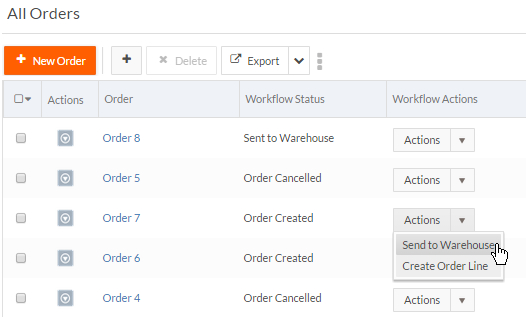 All Orders
+ New Order + × Delete Export
Actions Order Workflow Status Workflow Actions
Order 8 Sent to Warehouse Actions
Order 5 Order Cancelled Actions
Order 7 Order Created Actions
Send to Warehouse
Order 6 Order Created
Create Order Line
Order 4 Order Cancelled Actions